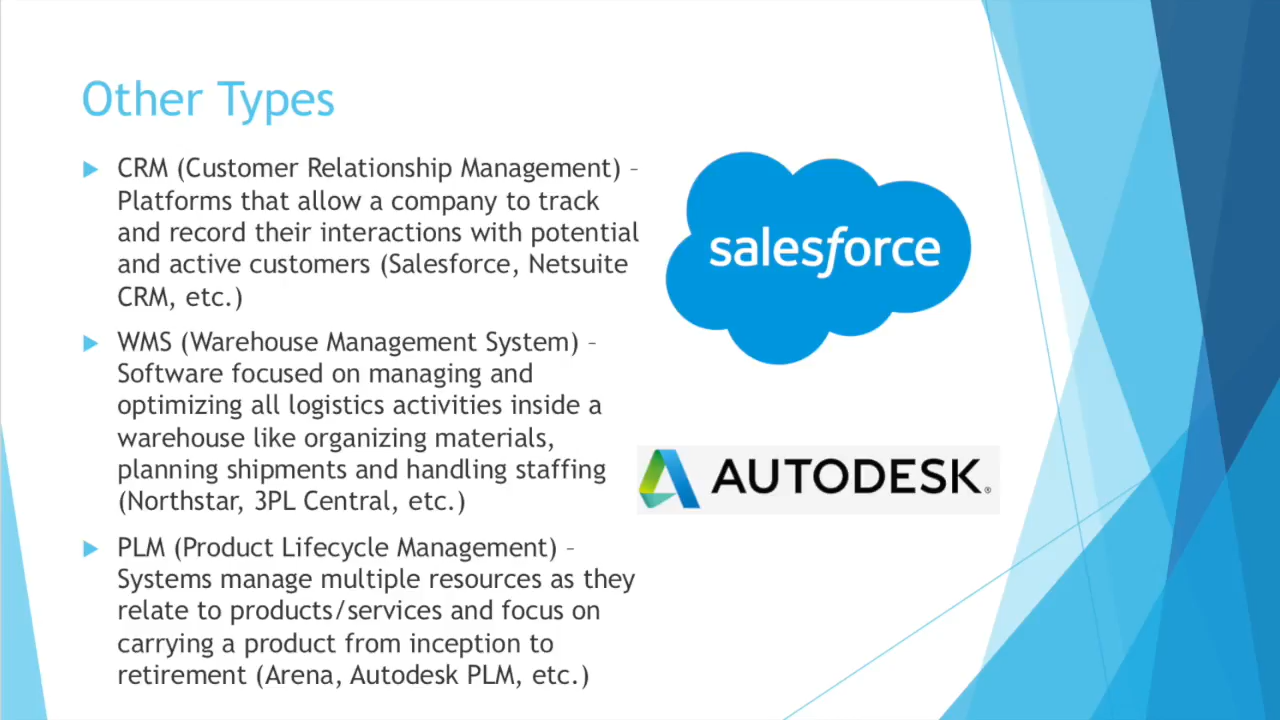 Other Types
CRM (Customer Relationship Management) –
Platforms that allow a company to track
and record their interactions with potential
and active customers (Salesforce, Netsuite
CRM, etc.)
WMS (Warehouse Management System) –
Software focused on managing and
optimizing all logistics activities inside a
warehouse like organizing materials,
planning shipments and handling staffing
(Northstar, 3PL Central, etc.)
PLM (Product Lifecycle Management) –
Systems manage multiple resources as they
relate to products/services and focus on
carrying a product from inception to
retirement (Arena, Autodesk PLM, etc.)
salesforce
AUTODESK®